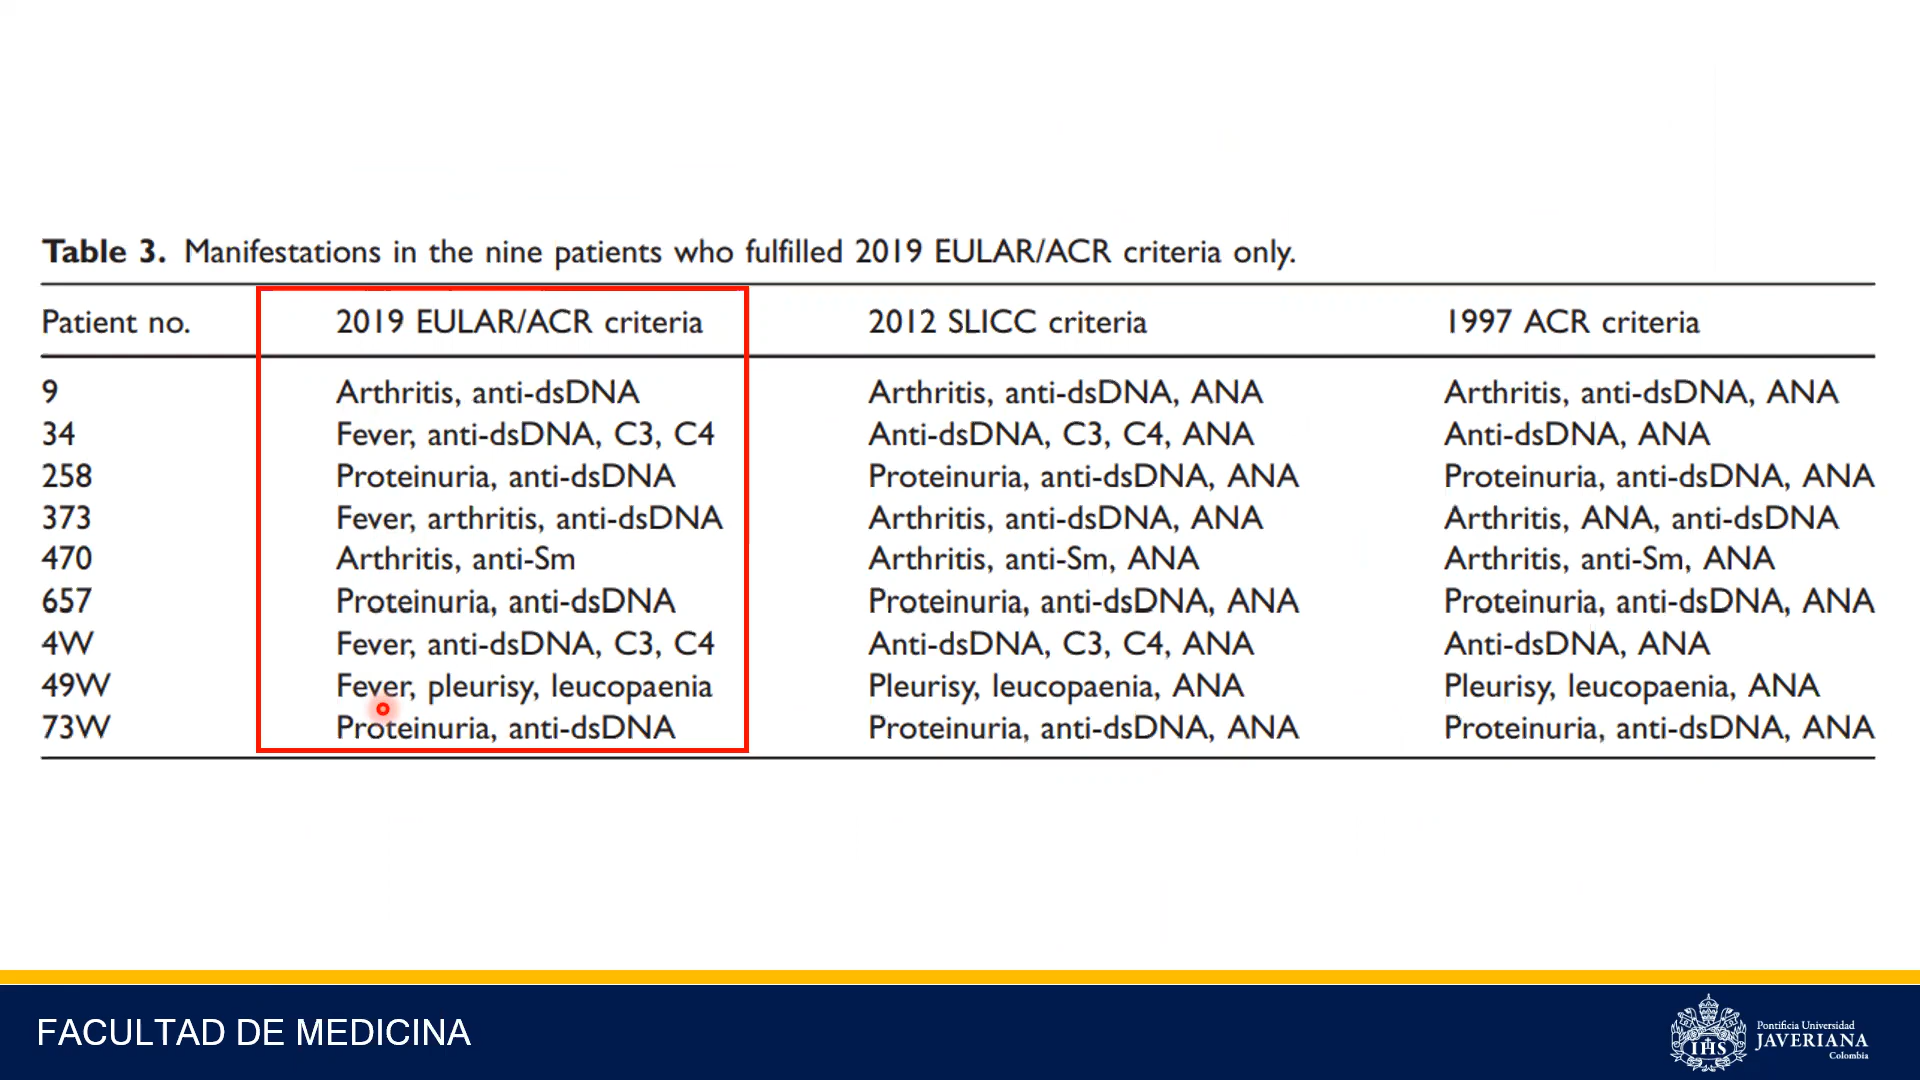 Table 3. Manifestations in the nine patients who fulfilled 2019 EULAR/ACR criteria only.
Patient no. 2019 EULAR/ACR criteria 2012 SLICC criteria 1997 ACR criteria
9 Arthritis, anti-dsDNA Arthritis, anti-dsDNA, ANA Arthritis, anti-dsDNA, ANA
34 Fever, anti-dsDNA, C3, C4 Anti-dsDNA, C3, C4, ANA Anti-dsDNA, ANA
258 Proteinuria, anti-dsDNA Proteinuria, anti-dsDNA, ANA Proteinuria, anti-dsDNA, ANA
373 Fever, arthritis, anti-dsDNA Arthritis, anti-dsDNA, ANA Arthritis, ANA, anti-dsDNA
470 Arthritis, anti-Sm Arthritis, anti-Sm, ANA Arthritis, anti-Sm, ANA
657 Proteinuria, anti-dsDNA Proteinuria, anti-dsDNA, ANA Proteinuria, anti-dsDNA, ANA
4W Fever, anti-dsDNA, C3, C4 Anti-dsDNA, C3, C4, ANA Anti-dsDNA, ANA
49W Fever, pleurisy, leucopaenia Pleurisy, leucopaenia, ANA Pleurisy, leucopaenia, ANA
73W Proteinuria, anti-dsDNA Proteinuria, anti-dsDNA, ANA Proteinuria, anti-dsDNA, ANA
FACULTAD DE MEDICINA
IHS
Pontificia Universidad
JAVERIANA
Colombia